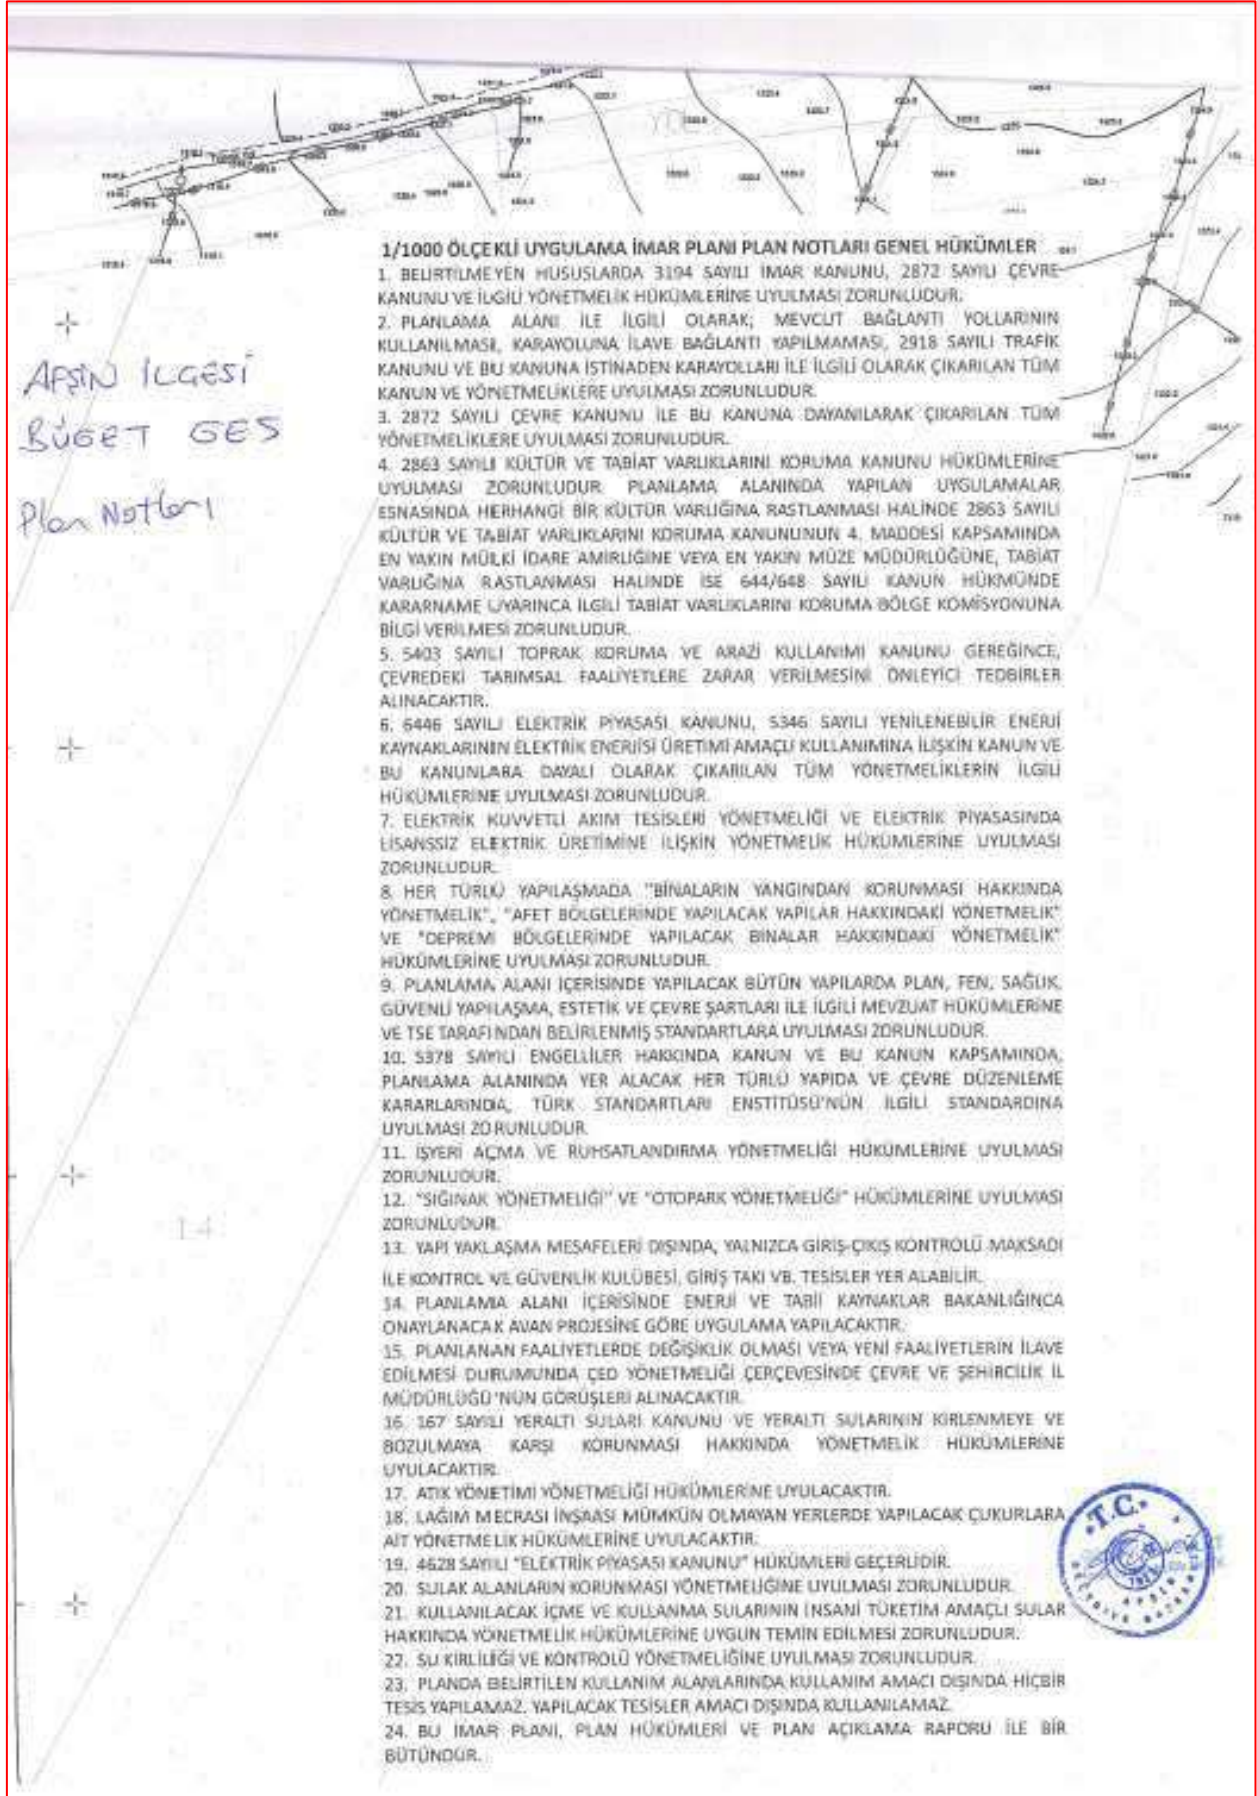 AFŞİN İLÇESİ
BÜGET GES
Plan Notları
1/1000 ÖLÇEKLİ UYGULAMA İMAR PLANI PLAN NOTLARI GENEL HÜKÜMLER
1. BELİRTİLMEYEN HUSUSLARDA 3194 SAYILI İMAR KANUNU, 2872 SAYILI ÇEVRE
KANUNU VE İLGİLİ YÖNETMELİK HÜKÜMLERİNE UYULMASI ZORUNLUDUR.
2. PLANLAMA ALANI İLE İLGİLİ OLARAK; MEVCUT BAĞLANTI YOLLARININ
KULLANILMASI, KARAYOLUNA İLAVE BAĞLANTI YAPILMAMASI, 2918 SAYILI TRAFİK
KANUNU VE BU KANUNA İSTİNADEN KARAYOLLARI İLE İLGİLİ OLARAK ÇIKARILAN TÜM
KANUN VE YÖNETMELİKLERE UYULMASI ZORUNLUDUR.
3. 2872 SAYILI ÇEVRE KANUNU İLE BU KANUNA DAYANILARAK ÇIKARILAN TÜM
YÖNETMELİKLERE UYULMASI ZORUNLUDUR.
4. 2863 SAYILI KÜLTÜR VE TABİAT VARLIKLARINI KORUMA KANUNU HÜKÜMLERİNE
UYULMASI ZORUNLUDUR. PLANLAMA ALANINDA YAPILAN UYGULAMALAR
ESNASINDA HERHANGİ BİR KÜLTÜR VARLIĞINA RASTLANMASI HALİNDE 2863 SAYILI
KÜLTÜR VE TABİAT VARLIKLARINI KORUMA KANUNUNUN 4. MADDESİ KAPSAMINDA
EN YAKIN MÜLKİ İDARE AMİRLİĞİNE VEYA EN YAKIN MÜZE MÜDÜRLÜĞÜNE, TABİAT
VARLIĞINA RASTLANMASI HALİNDE İSE 644/648 SAYILI KANUN HÜKMÜNDE
KARARNAME UYARINCA İLGİLİ TABİAT VARLIKLARINI KORUMA BÖLGE KOMİSYONUNA
BİLGİ VERİLMESİ ZORUNLUDUR.
5. 5403 SAYILI TOPRAK KORUMA VE ARAZİ KULLANIMI KANUNU GEREĞİNCE,
ÇEVREDEKİ TARIMSAL FAALİYETLERE ZARAR VERİLMESİNİ ÖNLEYİCİ TEDBİRLER
ALINACAKTIR.
6. 6446 SAYILI ELEKTRİK PİYASASI KANUNU, 5346 SAYILI YENİLENEBİLİR ENERJİ
KAYNAKLARININ ELEKTRİK ENERJİSİ ÜRETİMİ AMAÇLI KULLANIMINA İLİŞKİN KANUN VE
BU KANUNLARA DAYALI OLARAK ÇIKARILAN TÜM YÖNETMELİKLERİN İLGİLİ
HÜKÜMLERİNE UYULMASI ZORUNLUDUR.
7. ELEKTRİK KUVVETLİ AKIM TESİSLERİ YÖNETMELİĞİ VE ELEKTRİK PİYASASINDA
LİSANSSIZ ELEKTRİK ÜRETİMİNE İLİŞKİN YÖNETMELİK HÜKÜMLERİNE UYULMASI
ZORUNLUDUR.
8. HER TÜRLÜ YAPILAŞMADA "BİNALARIN YANGINDAN KORUNMASI HAKKINDA
YÖNETMELİK", "AFET BÖLGELERİNDE YAPILACAK YAPILAR HAKKINDAKİ YÖNETMELİK"
VE "DEPREM BÖLGELERİNDE YAPILACAK BİNALAR HAKKINDAKİ YÖNETMELİK"
HÜKÜMLERİNE UYULMASI ZORUNLUDUR.
9. PLANLAMA ALANI İÇERİSİNDE YAPILACAK BÜTÜN YAPILARDA PLAN, FEN, SAĞLIK,
GÜVENLİ YAPILAŞMA, ESTETİK VE ÇEVRE ŞARTLARI İLE İLGİLİ MEVZUAT HÜKÜMLERİNE
VE TSE TARAFINDAN BELİRLENMİŞ STANDARTLARA UYULMASI ZORUNLUDUR.
10. 5378 SAYILI ENGELLİLER HAKKINDA KANUN VE BU KANUN KAPSAMINDA,
PLANLAMA ALANINDA YER ALACAK HER TÜRLÜ YAPIDA VE ÇEVRE DÜZENLEME
KARARLARINDA, TÜRK STANDARTLARI ENSTİTÜSÜ'NÜN İLGİLİ STANDARDINA
UYULMASI ZORUNLUDUR.
11. İŞYERİ AÇMA VE RUHSATLANDIRMA YÖNETMELİĞİ HÜKÜMLERİNE UYULMASI
ZORUNLUDUR.
12. "SIĞINAK YÖNETMELİĞİ" VE "OTOPARK YÖNETMELİĞİ" HÜKÜMLERİNE UYULMASI
ZORUNLUDUR.
14
13. YAPI YAKLAŞMA MESAFELERİ DIŞINDA, YALNIZCA GİRİŞ-ÇIKIŞ KONTROLÜ MAKSADI
İLE KONTROL VE GÜVENLİK KULÜBESİ, GİRİŞ TAKI VB. TESİSLER YER ALABİLİR.
14. PLANLAMA ALANI İÇERİSİNDE ENERJİ VE TABİİ KAYNAKLAR BAKANLIĞINCA
ONAYLANACAK AVAN PROJESİNE GÖRE UYGULAMA YAPILACAKTIR.
15. PLANLANAN FAALİYETLERDE DEĞİŞİKLİK OLMASI VEYA YENİ FAALİYETLERİN İLAVE
EDİLMESİ DURUMUNDA ÇED YÖNETMELİĞİ ÇERÇEVESİNDE ÇEVRE VE ŞEHİRCİLİK İL
MÜDÜRLÜĞÜ'NÜN GÖRÜŞLERİ ALINACAKTIR.
16. 167 SAYILI YERALTI SULARI KANUNU VE YERALTI SULARININ KİRLENMEYE VE
BOZULMAYA KARŞI KORUNMASI HAKKINDA YÖNETMELİK HÜKÜMLERİNE
UYULACAKTIR.
17. ATIK YÖNETİMİ YÖNETMELİĞİ HÜKÜMLERİNE UYULACAKTIR.
18. LAĞIM MECRASI İNŞAASI MÜMKÜN OLMAYAN YERLERDE YAPILACAK ÇUKURLARA
AİT YÖNETMELİK HÜKÜMLERİNE UYULACAKTIR.
19. 4628 SAYILI "ELEKTRİK PİYASASI KANUNU" HÜKÜMLERİ GEÇERLİDİR.
20. SULAK ALANLARIN KORUNMASI YÖNETMELİĞİNE UYULMASI ZORUNLUDUR.
21. KULLANILACAK İÇME VE KULLANMA SULARININ İNSANİ TÜKETİM AMAÇLI SULAR
HAKKINDA YÖNETMELİK HÜKÜMLERİNE UYGUN TEMİN EDİLMESİ ZORUNLUDUR.
22. SU KİRLİLİĞİ VE KONTROLÜ YÖNETMELİĞİNE UYULMASI ZORUNLUDUR.
23. PLANDA BELİRTİLEN KULLANIM ALANLARINDA KULLANIM AMACI DIŞINDA HİÇBİR
TESİS YAPILAMAZ. YAPILACAK TESİSLER AMACI DIŞINDA KULLANILAMAZ.
24. BU İMAR PLANI, PLAN HÜKÜMLERİ VE PLAN AÇIKLAMA RAPORU İLE BİR
BÜTÜNDÜR.
T.C.